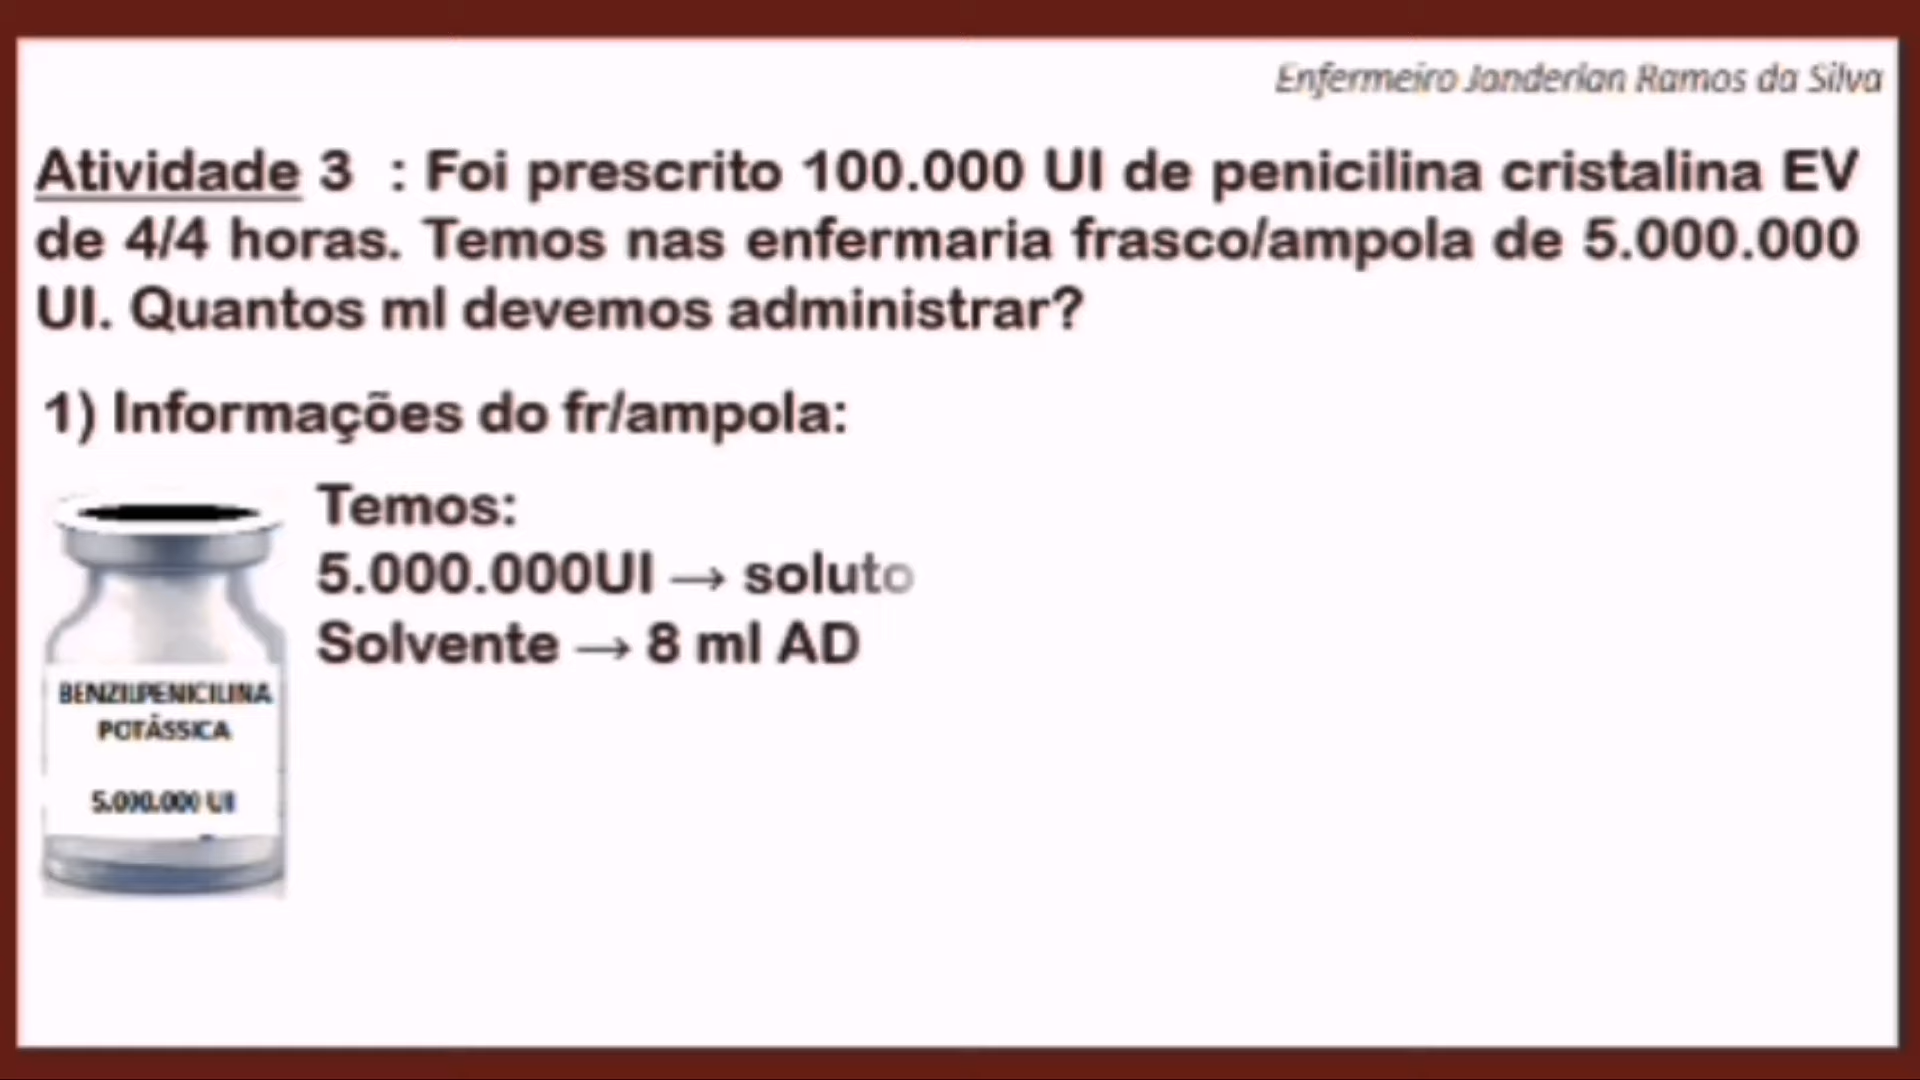 Enfermeiro Janderlan Ramos da Silva
Atividade 3 : Foi prescrito 100.000 UI de penicilina cristalina EV
de 4/4 horas. Temos nas enfermaria frasco/ampola de 5.000.000
UI. Quantos ml devemos administrar?
1) Informações do fr/ampola:
Temos:
5.000.000UI → soluto
Solvente → 8 ml AD
BENZILPENICILINA
POTÁSSICA
5.000.000 UI